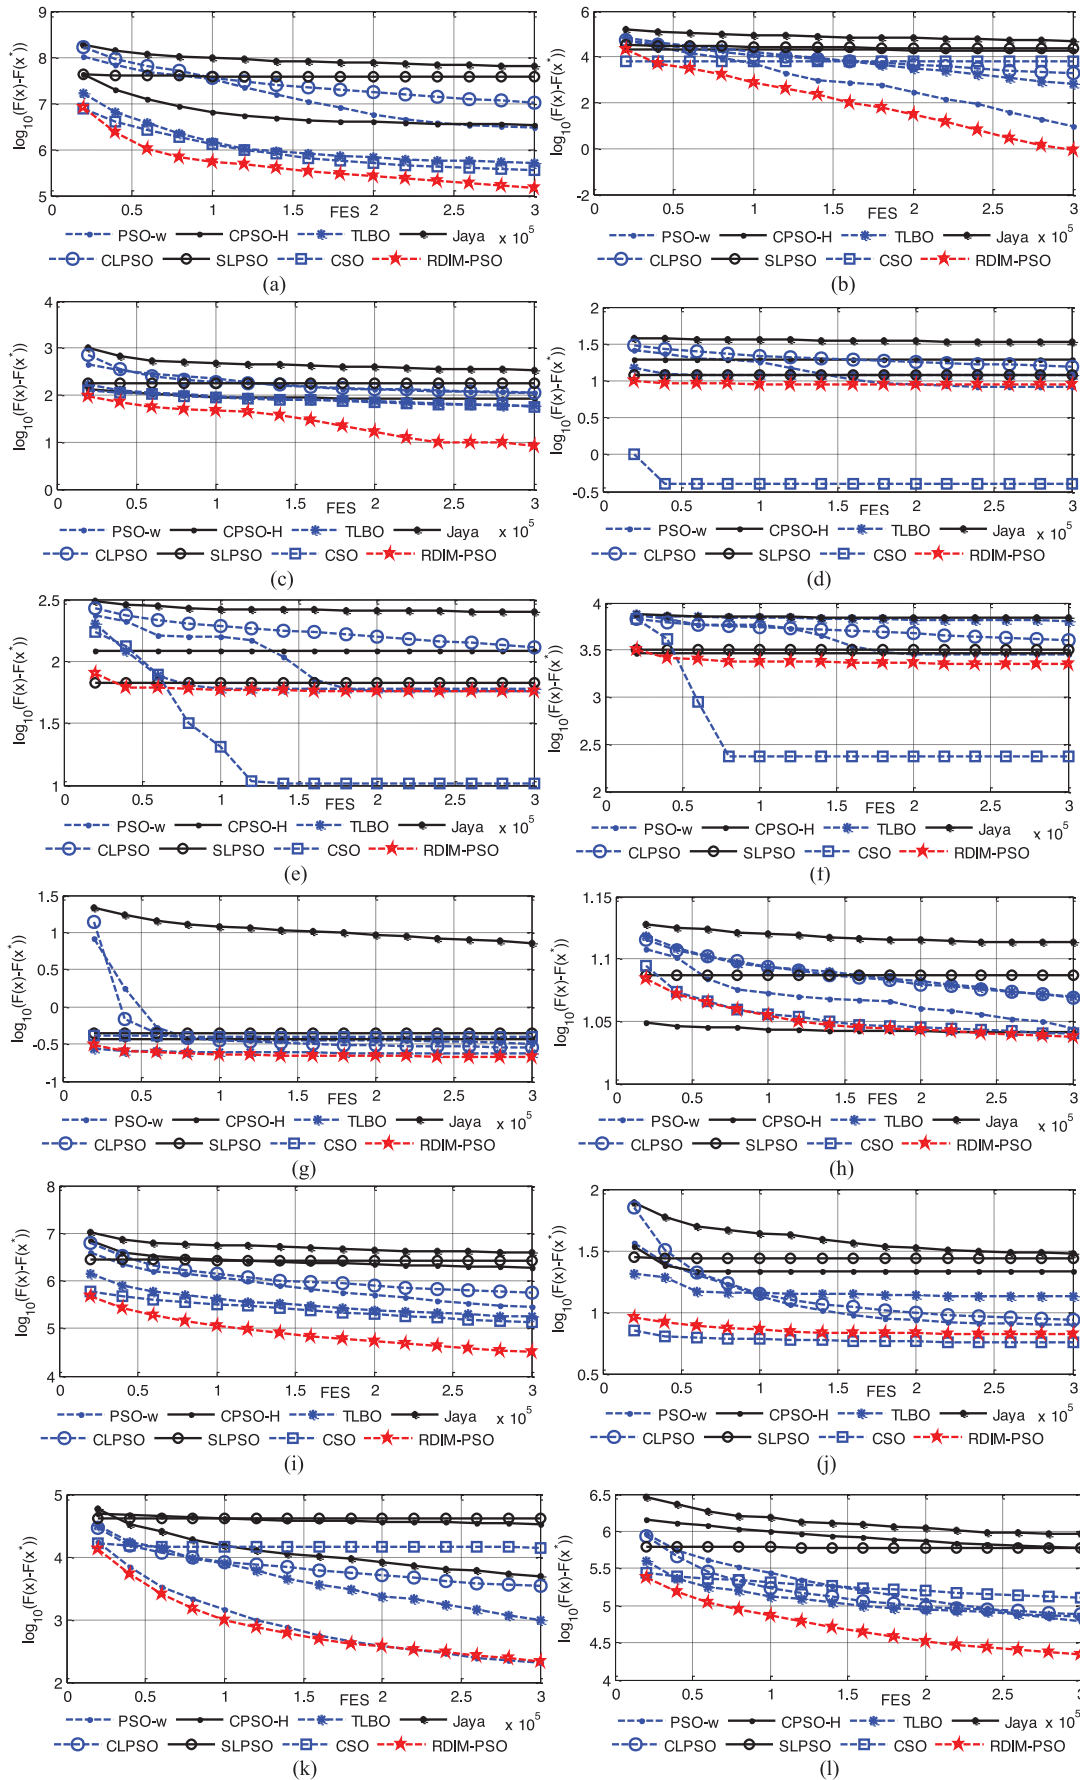 9
8
7
6
5
log10(F(x)-F(x*))
0 0.5 1 1.5 2 2.5 3
FES
x 10^5
PSO-w CPSO-H TLBO Jaya
CLPSO SLPSO CSO RDIM-PSO
(a)
6
4
2
0
-2
log10(F(x)-F(x*))
0 0.5 1 1.5 2 2.5 3
FES
x 10^5
PSO-w CPSO-H TLBO Jaya
CLPSO SLPSO CSO RDIM-PSO
(b)
4
3
2
1
0
log10(F(x)-F(x*))
0 0.5 1 1.5 2 2.5 3
FES
x 10^5
PSO-w CPSO-H TLBO Jaya
CLPSO SLPSO CSO RDIM-PSO
(c)
2
1.5
1
0.5
0
-0.5
log10(F(x)-F(x*))
0 0.5 1 1.5 2 2.5 3
FES
x 10^5
PSO-w CPSO-H TLBO Jaya
CLPSO SLPSO CSO RDIM-PSO
(d)
2.5
2
1.5
1
log10(F(x)-F(x*))
0 0.5 1 1.5 2 2.5 3
FES
x 10^5
PSO-w CPSO-H TLBO Jaya
CLPSO SLPSO CSO RDIM-PSO
(e)
4
3.5
3
2.5
2
log10(F(x)-F(x*))
0 0.5 1 1.5 2 2.5 3
FES
x 10^5
PSO-w CPSO-H TLBO Jaya
CLPSO SLPSO CSO RDIM-PSO
(f)
1.5
1
0.5
0
-0.5
-1
log10(F(x)-F(x*))
0 0.5 1 1.5 2 2.5 3
FES
x 10^5
PSO-w CPSO-H TLBO Jaya
CLPSO SLPSO CSO RDIM-PSO
(g)
1.15
1.1
1.05
1
log10(F(x)-F(x*))
0 0.5 1 1.5 2 2.5 3
FES
x 10^5
PSO-w CPSO-H TLBO Jaya
CLPSO SLPSO CSO RDIM-PSO
(h)
8
7
6
5
4
log10(F(x)-F(x*))
0 0.5 1 1.5 2 2.5 3
FES
x 10^5
PSO-w CPSO-H TLBO Jaya
CLPSO SLPSO CSO RDIM-PSO
(i)
2
1.5
1
0.5
log10(F(x)-F(x*))
0 0.5 1 1.5 2 2.5 3
FES
x 10^5
PSO-w CPSO-H TLBO Jaya
CLPSO SLPSO CSO RDIM-PSO
(j)
5
4
3
2
log10(F(x)-F(x*))
0 0.5 1 1.5 2 2.5 3
FES
x 10^5
PSO-w CPSO-H TLBO Jaya
CLPSO SLPSO CSO RDIM-PSO
(k)
6.5
6
5.5
5
4.5
4
log10(F(x)-F(x*))
0 0.5 1 1.5 2 2.5 3
FES
x 10^5
PSO-w CPSO-H TLBO Jaya
CLPSO SLPSO CSO RDIM-PSO
(l)